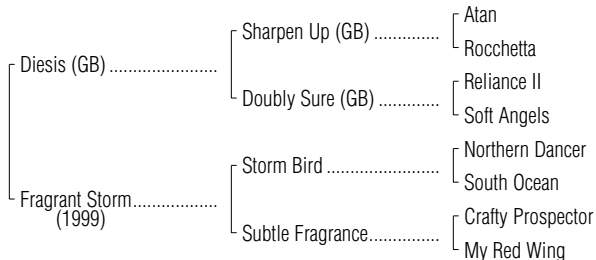 Atan
Sharpen Up (GB) ..............
Rocchetta
Diesis (GB) .......................
Reliance II
Doubly Sure (GB) .............
Soft Angels
Northern Dancer
Storm Bird ........................
South Ocean
Fragrant Storm..................
(1999)
Crafty Prospector
Subtle Fragrance...............
My Red Wing